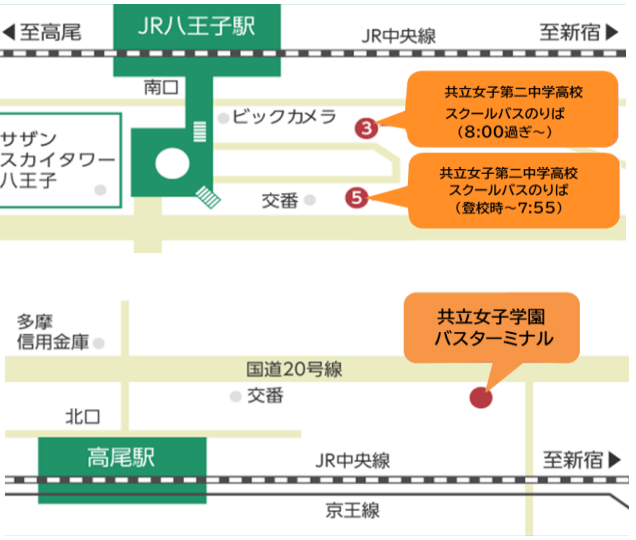 ◀至高尾
JR八王子駅
JR中央線
至新宿▶
南口
ビックカメラ
サザン
スカイタワー
八王子
交番
3
共立女子第二中学高校
スクールバスのりば
(8:00過ぎ～)
5
共立女子第二中学高校
スクールバスのりば
(登校時～7:55)
多摩
信用金庫
共立女子学園
バスターミナル
国道20号線
交番
北口
高尾駅
JR中央線
至新宿▶
京王線